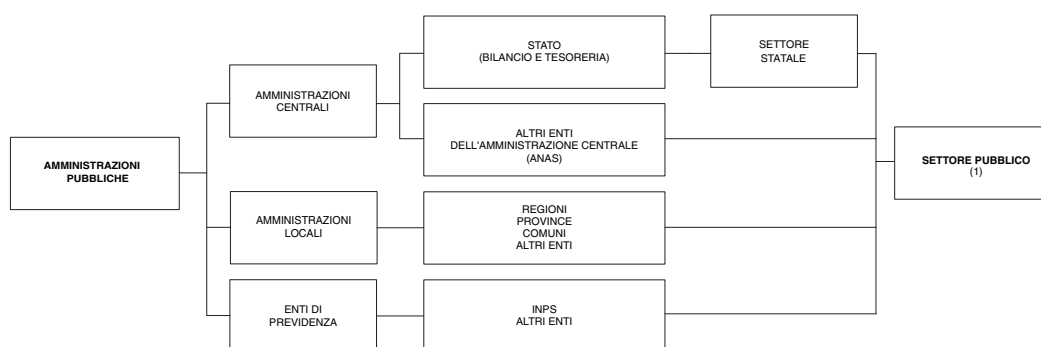 AMMINISTRAZIONI
PUBBLICHE
AMMINISTRAZIONI
CENTRALI
STATO
(BILANCIO E TESORERIA)
SETTORE
STATALE
ALTRI ENTI
DELL'AMMINISTRAZIONE CENTRALE
(ANAS)
AMMINISTRAZIONI
LOCALI
REGIONI
PROVINCE
COMUNI
ALTRI ENTI
ENTI DI
PREVIDENZA
INPS
ALTRI ENTI
SETTORE PUBBLICO
(1)